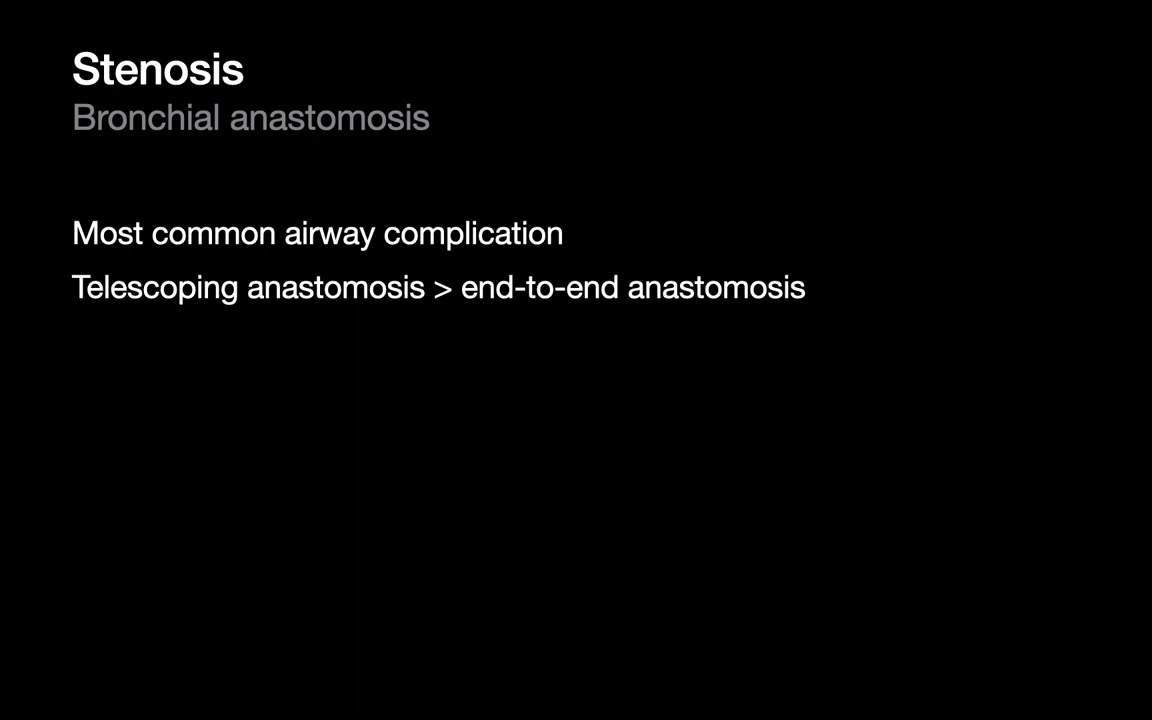 Stenosis
Bronchial anastomosis
Most common airway complication
Telescoping anastomosis > end-to-end anastomosis